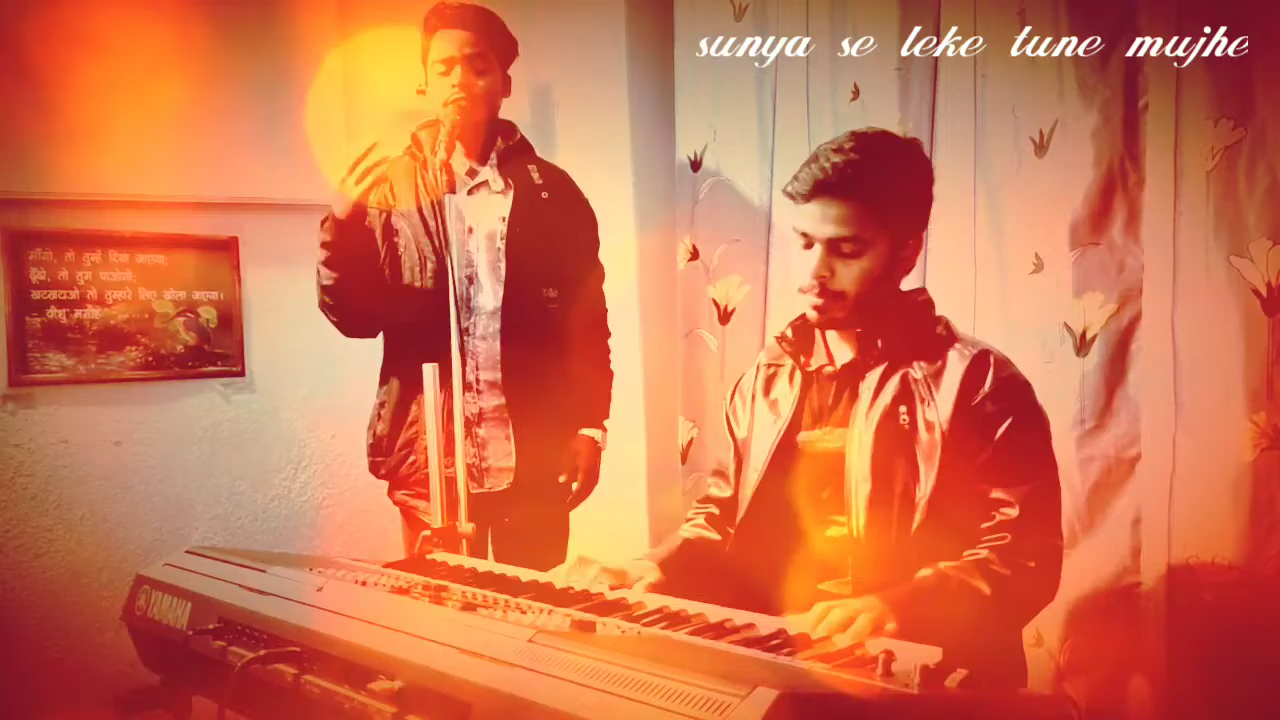 sunya se leke tune mujhe
माँगो, तो तुम्हें दिया जाएगा;
ढूँढ़ो, तो तुम पाओगे;
खटखटाओ तो तुम्हारे लिए खोला जाएगा।
- यीशु मसीह
YAMAHA